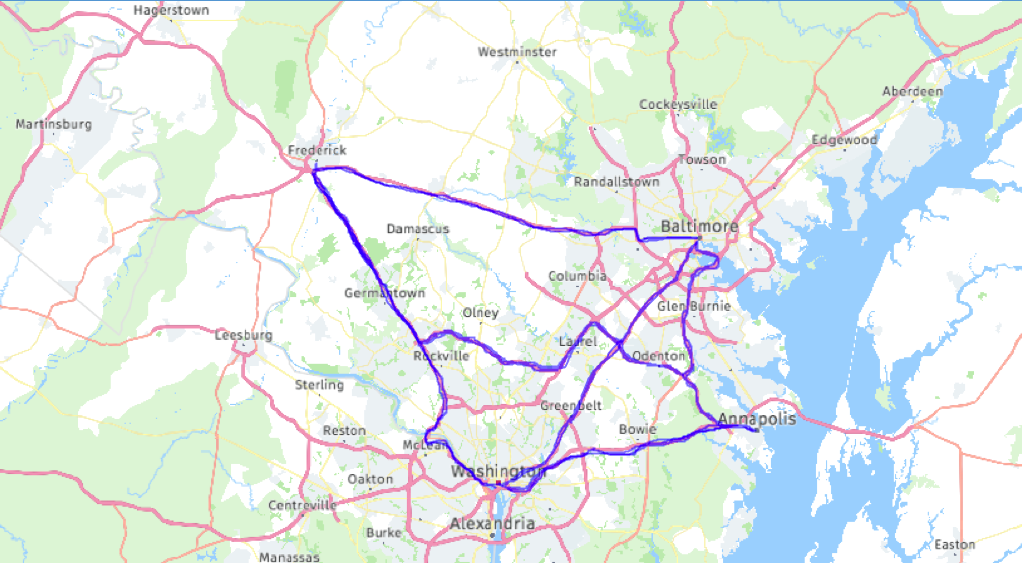 Hagerstown
Westminster
Aberdeen
Cockeysville
Martinsburg
Edgewood
Frederick
Towson
Randallstown
Baltimore
Damascus
Columbia
Germantown
Glen Burnie
Olney
Leesburg
Laurel
Rockville
Odenton
Sterling
Greenbelt
Annapolis
Reston
Bowie
McLean
Washington
Oakton
Centreville
Alexandria
Burke
Easton
Manassas